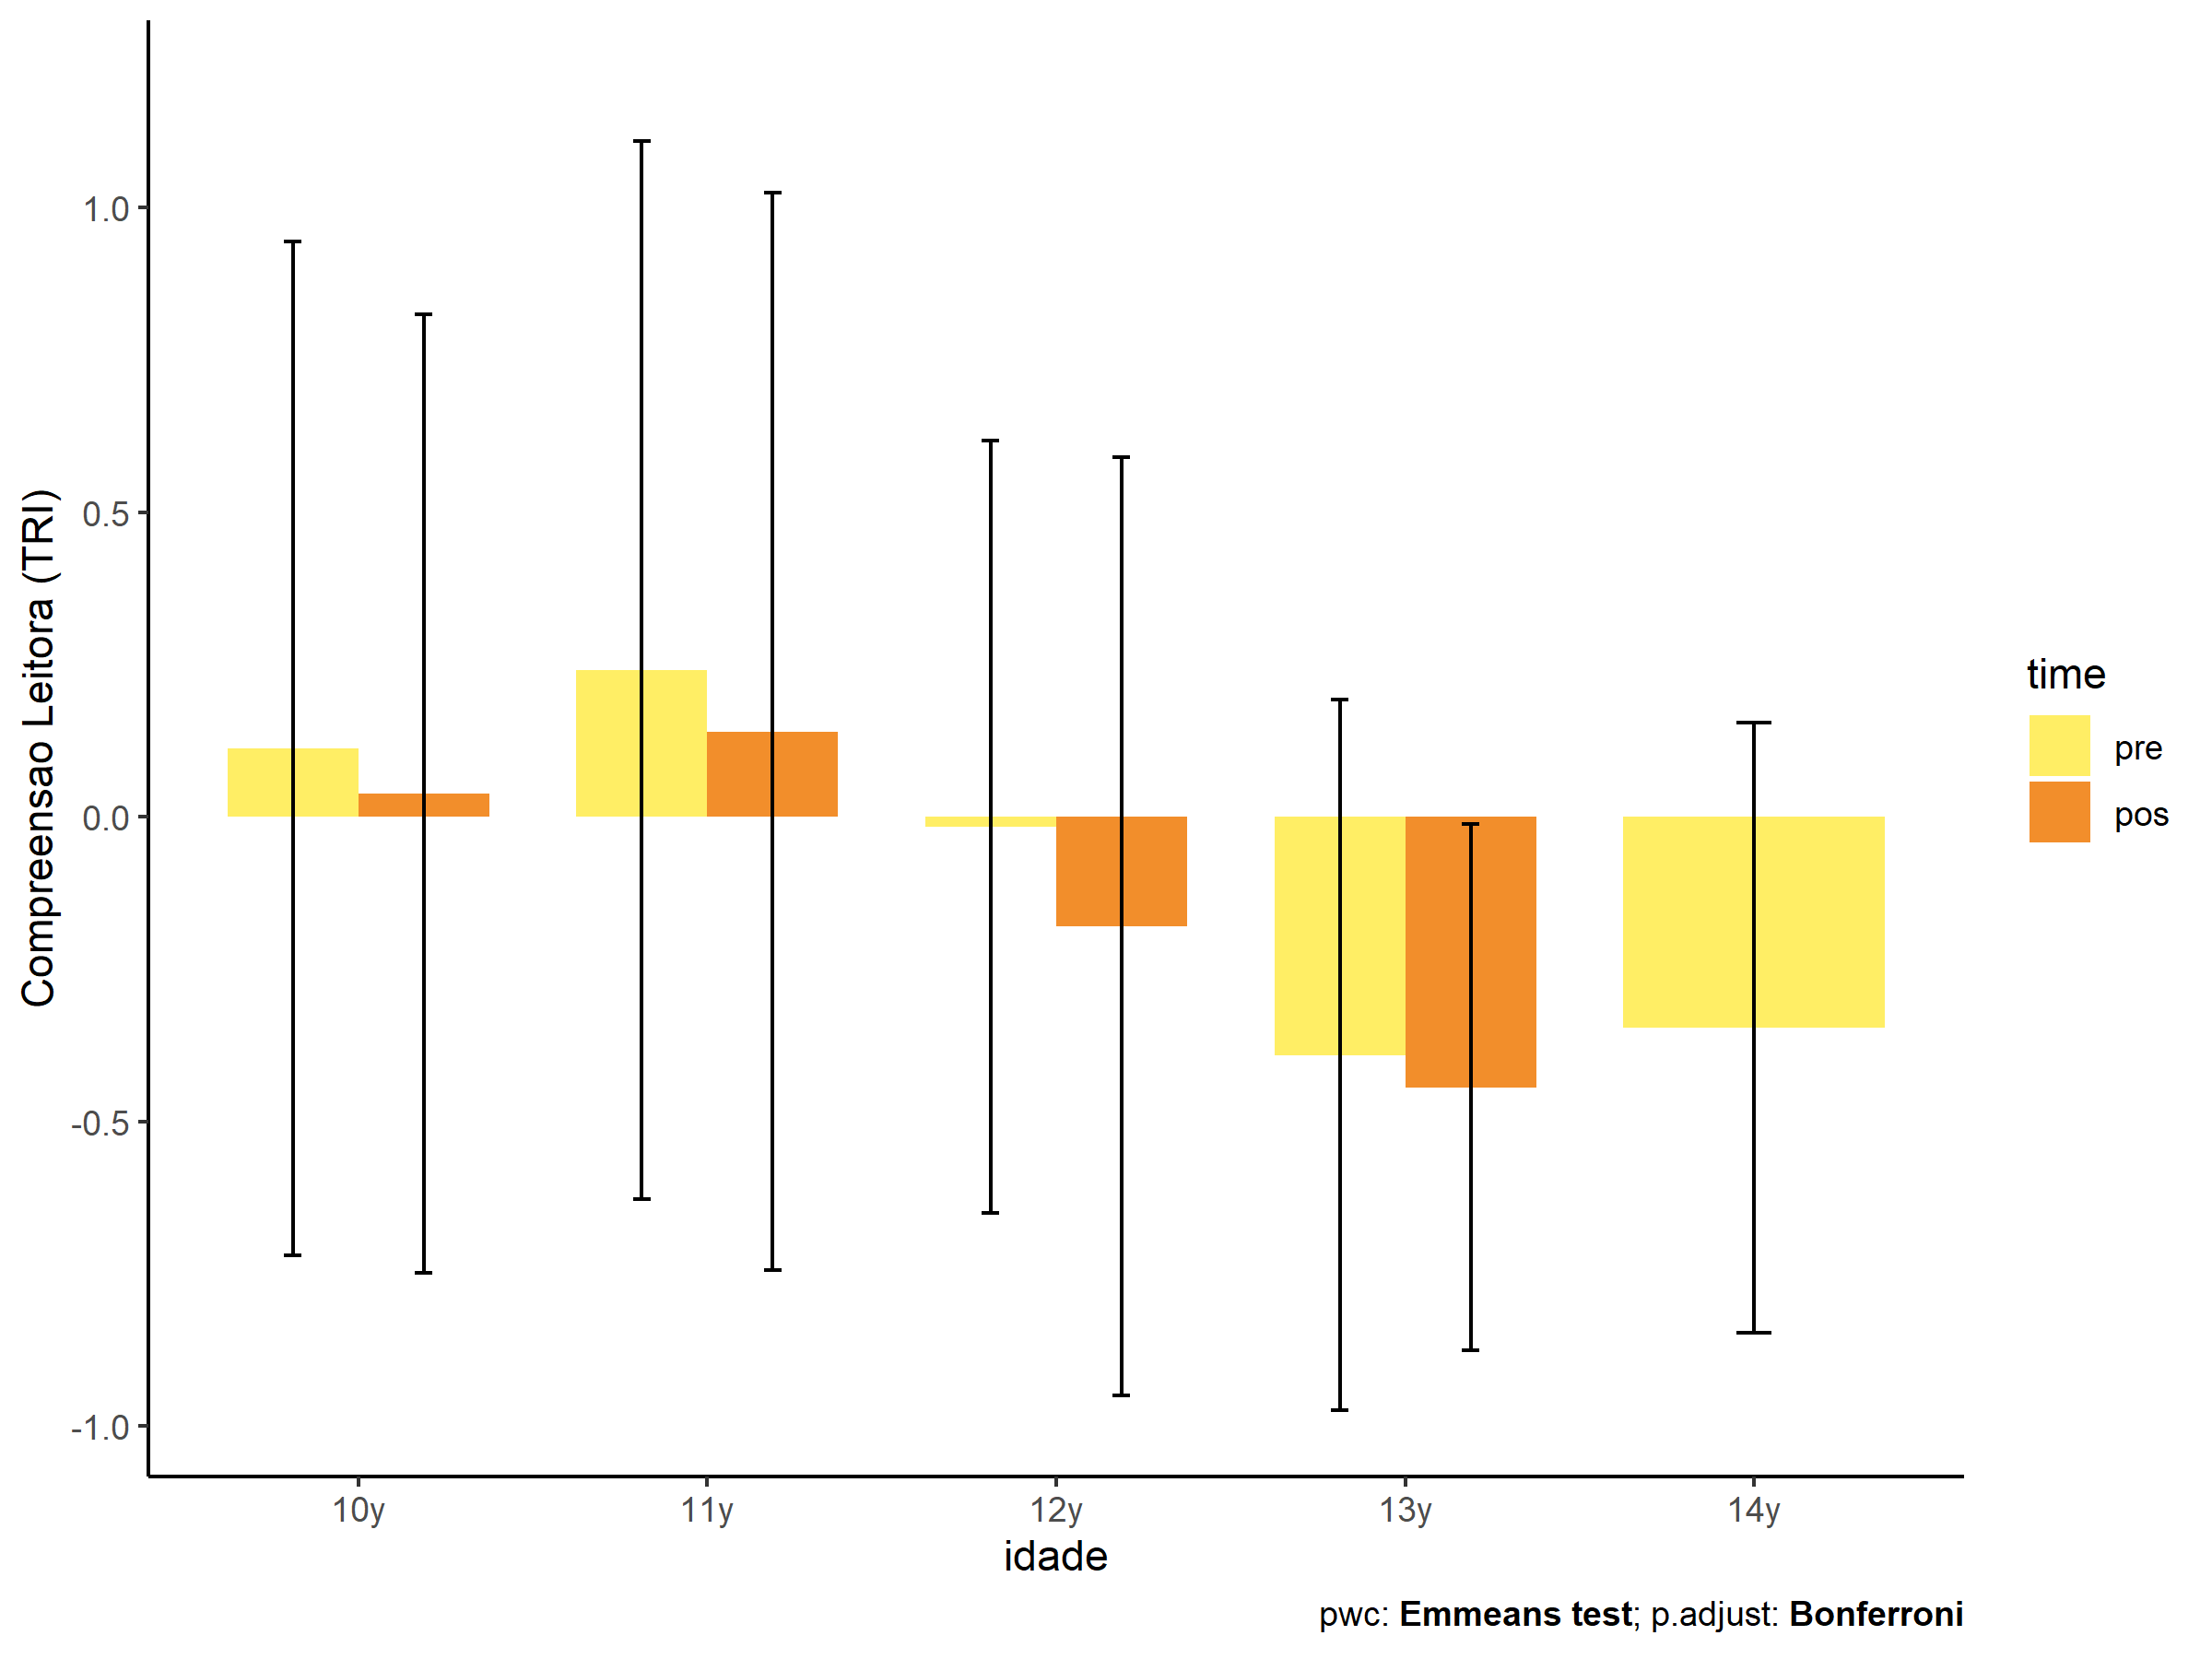 Compreensao Leitora (TRI)
1.0
0.5
0.0
-0.5
-1.0
10y
11y
12y
13y
14y
idade
time
pre
pos
pwc: Emmeans test; p.adjust: Bonferroni